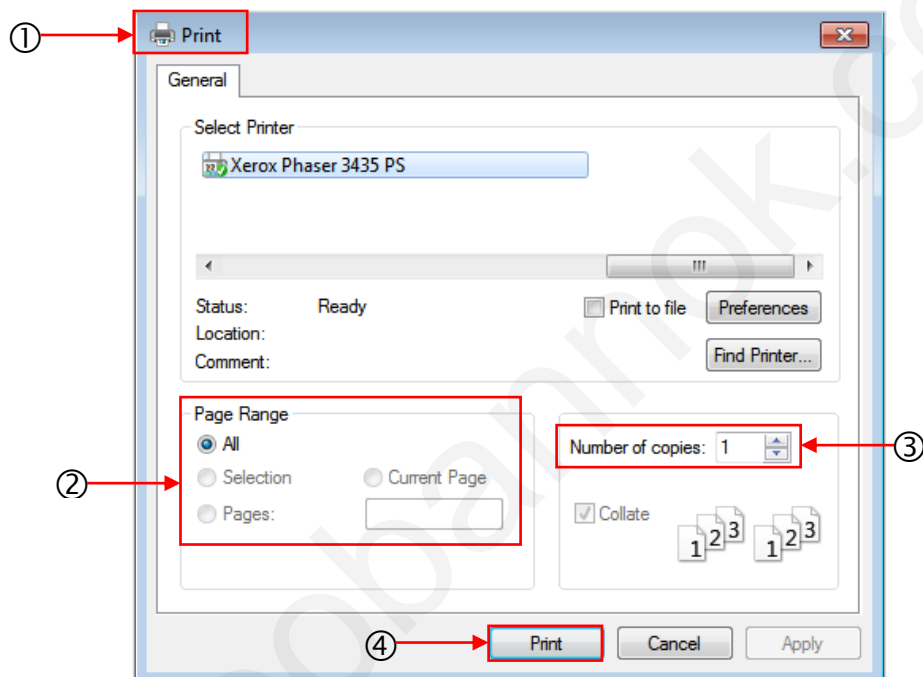 ① Print
General
Select Printer
Xerox Phaser 3435 PS
Status: Ready Print to file Preferences
Location:
Comment: Find Printer...
Page Range
All Number of copies: 1 ③
② Selection Current Page
Pages: Collate
1 2 3 1 2 3
④ Print Cancel Apply